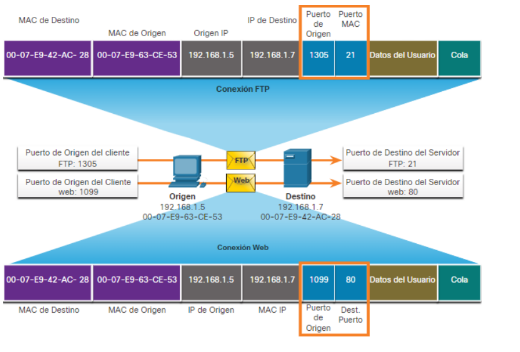 MAC de Destino
MAC de Origen
Origen IP
IP de Destino
Puerto de Origen
Puerto MAC
00-07-E9-42-AC- 28 00-07-E9-63-CE-53 192.168.1.5 192.168.1.7 1305 21 Datos del Usuario Cola
Conexión FTP
Puerto de Origen del cliente
FTP: 1305
FTP
Puerto de Destino del Servidor
FTP: 21
Puerto de Origen del Cliente
web: 1099
Web
Puerto de Destino del Servidor
web: 80
Origen
192.168.1.5
00-07-E9-63-CE-53
Destino
192.168.1.7
00-07-E9-42-AC-28
Conexión Web
00-07-E9-42-AC- 28 00-07-E9-63-CE-53 192.168.1.5 192.168.1.7 1099 80 Datos del Usuario Cola
MAC de Destino
MAC de Origen
IP de Origen
MAC IP
Puerto de Origen
Dest. Puerto